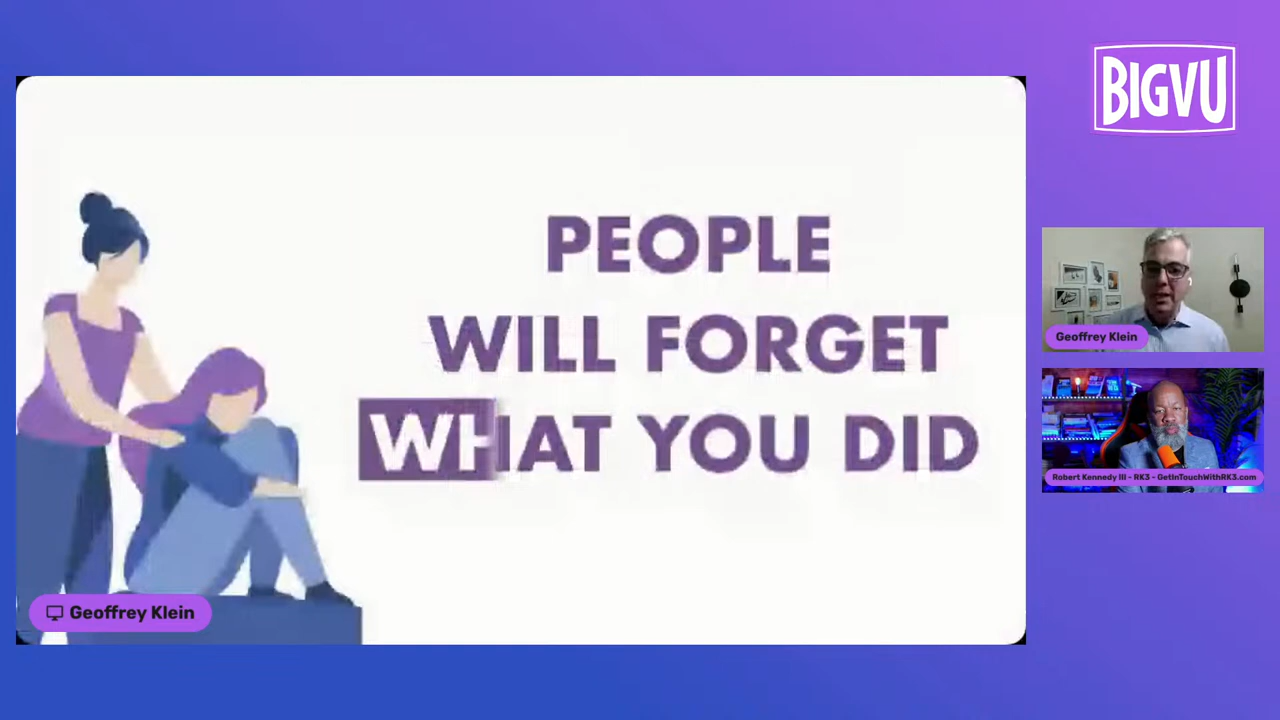 BIGVU
PEOPLE
WILL FORGET
WHAT YOU DID
Geoffrey Klein
Geoffrey Klein
Robert Kennedy III - RK3 - GetInTouchWithRK3.com